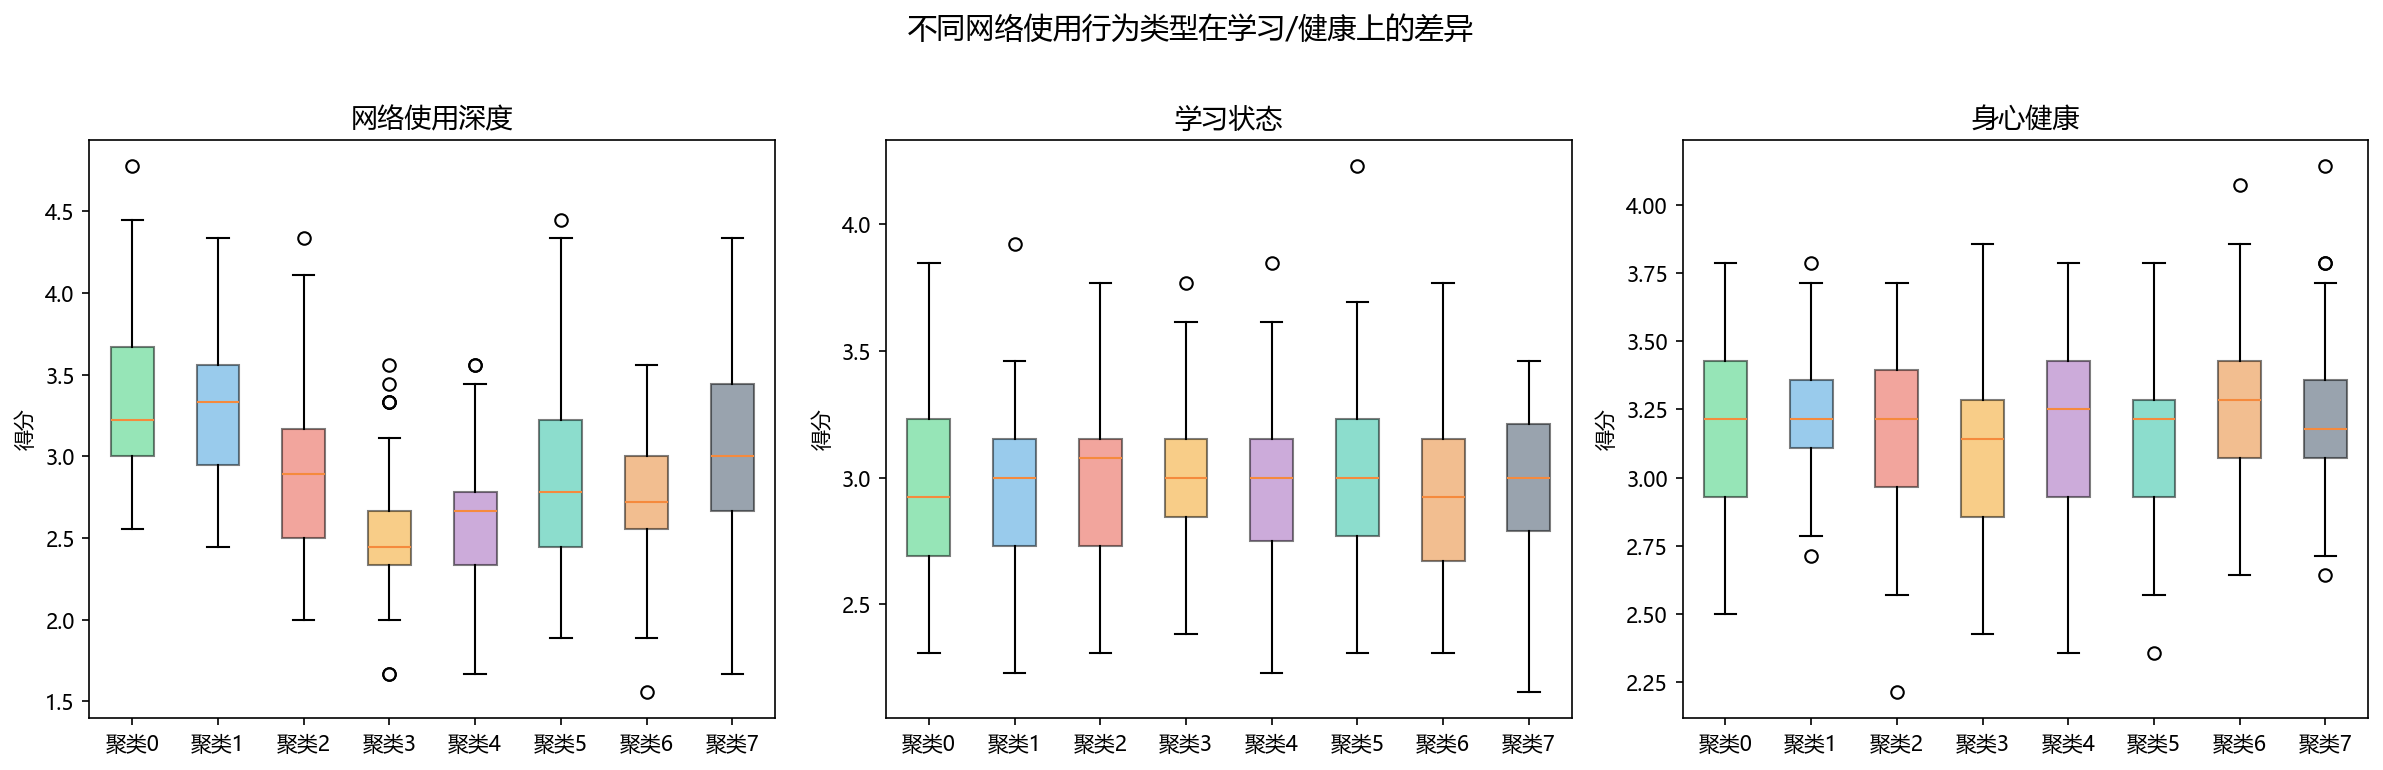 不同网络使用行为类型在学习/健康上的差异
网络使用深度
得分
4.5
4.0
3.5
3.0
2.5
2.0
1.5
聚类0 聚类1 聚类2 聚类3 聚类4 聚类5 聚类6 聚类7
学习状态
得分
4.0
3.5
3.0
2.5
聚类0 聚类1 聚类2 聚类3 聚类4 聚类5 聚类6 聚类7
身心健康
得分
4.00
3.75
3.50
3.25
3.00
2.75
2.50
2.25
聚类0 聚类1 聚类2 聚类3 聚类4 聚类5 聚类6 聚类7